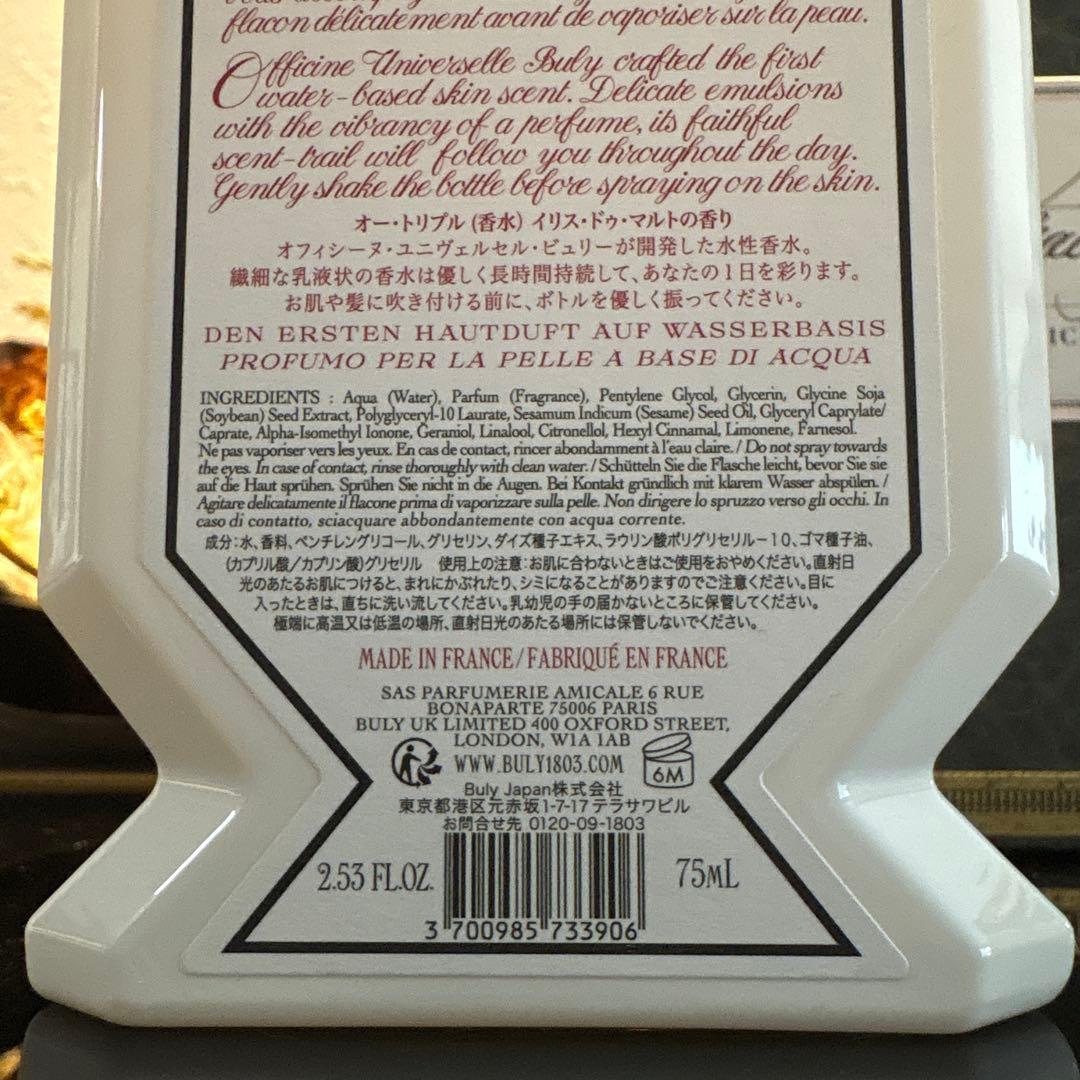 flacon délicatement avant de vaporiser sur la peau.
Officine Universelle Buly crafted the first
water-based skin scent. Delicate emulsions
with the vibrancy of a perfume, its faithful
scent-trail will follow you throughout the day.
Gently shake the bottle before spraying on the skin.
オー・トリプル (香水) イリス・ドゥ・マルトの香り
オフィシーヌ・ユニヴェルセル・ビュリーが開発した水性香水。
繊細な乳液状の香水は優しく長時間持続して、あなたの1日を彩ります。
お肌や髪に吹き付ける前に、ボトルを優しく振ってください。
DEN ERSTEN HAUTDUFT AUF WASSERBASIS
PROFUMO PER LA PELLE A BASE DI ACQUA
INGREDIENTS : Aqua (Water), Parfum (Fragrance), Pentylene Glycol, Glycerin, Glycine Soja
(Soybean) Seed Extract, Polyglyceryl-10 Laurate, Sesamum Indicum (Sesame) Seed Oil, Glyceryl Caprylate/
Caprate, Alpha-Isomethyl Ionone, Geraniol, Linalool, Citronellol, Hexyl Cinnamal, Limonene, Farnesol.
Ne pas vaporiser vers les yeux. En cas de contact, rincer abondamment à l'eau claire. / Do not spray towards
the eyes. In case of contact, rinse thoroughly with clean water. / Schütteln Sie die Flasche leicht, bevor Sie sie
auf die Haut sprühen. Sprühen Sie nicht in die Augen. Bei Kontakt gründlich mit klarem Wasser abspülen. /
Agitare delicatamente il flacone prima di vaporizzare sulla pelle. Non dirigere lo spruzzo verso gli occhi. In
caso di contatto, sciacquare abbondantemente con acqua corrente.
成分:水、香料、ペンチレングリコール、グリセリン、ダイズ種子エキス、ラウリン酸ポリグリセリル-10、ゴマ種子油、
(カプリル酸/カプリン酸)グリセリル 使用上の注意:お肌に合わないときはご使用をおやめください。直射日
光のあたるお肌につけると、まれにかぶれたり、シミになることがありますのでご注意ください。目に
入ったときは、直ちに洗い流してください。乳幼児の手の届かないところに保管してください。
極端に高温又は低温の場所、直射日光のあたる場所には保管しないでください。
MADE IN FRANCE/FABRIQUÉ EN FRANCE
SAS PARFUMERIE AMICALE 6 RUE
BONAPARTE 75006 PARIS
BULY UK LIMITED 400 OXFORD STREET,
LONDON, W1A 1AB
WWW.BULY1803.COM
6M
Buly Japan株式会社
東京都港区元赤坂1-7-17 テラサワビル
お問合せ先 0120-09-1803
2.53 FL.OZ.
75ML
3 700985 733906